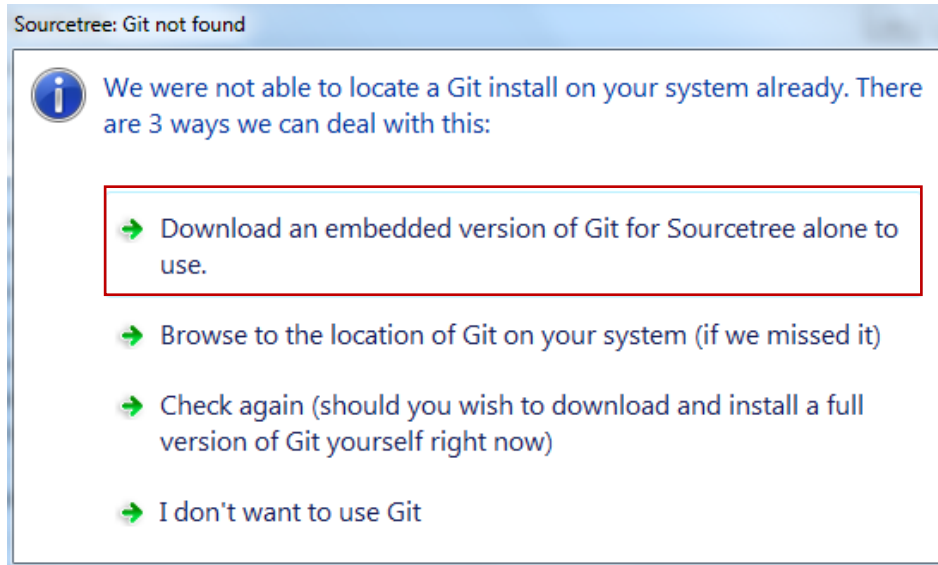 Sourcetree: Git not found
We were not able to locate a Git install on your system already. There
are 3 ways we can deal with this:
Download an embedded version of Git for Sourcetree alone to
use.
Browse to the location of Git on your system (if we missed it)
Check again (should you wish to download and install a full
version of Git yourself right now)
I don't want to use Git